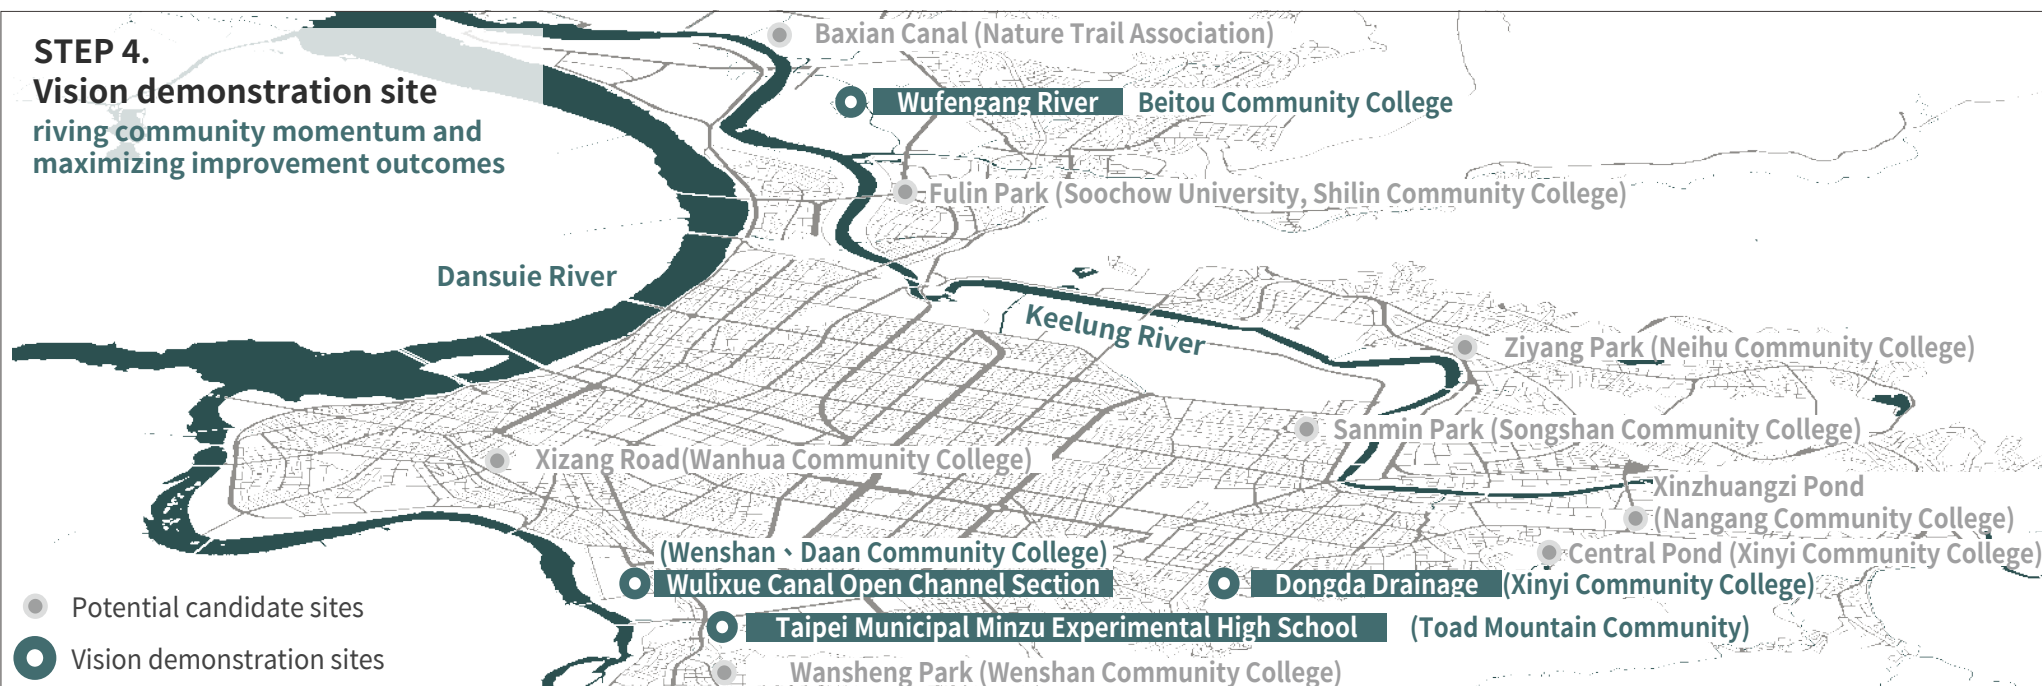 STEP 4.
Vision demonstration site
riving community momentum and
maximizing improvement outcomes
Baxian Canal (Nature Trail Association)
Wufengang River Beitou Community College
Fulin Park (Soochow University, Shilin Community College)
Dansuie River
Keelung River
Ziyang Park (Neihu Community College)
Sanmin Park (Songshan Community College)
Xizang Road(Wanhua Community College)
Xinzhuangzi Pond
(Nangang Community College)
Central Pond (Xinyi Community College)
(Wenshan、Daan Community College)
Wulixue Canal Open Channel Section
Dongda Drainage (Xinyi Community College)
Taipei Municipal Minzu Experimental High School (Toad Mountain Community)
Wansheng Park (Wenshan Community College)
Potential candidate sites
Vision demonstration sites